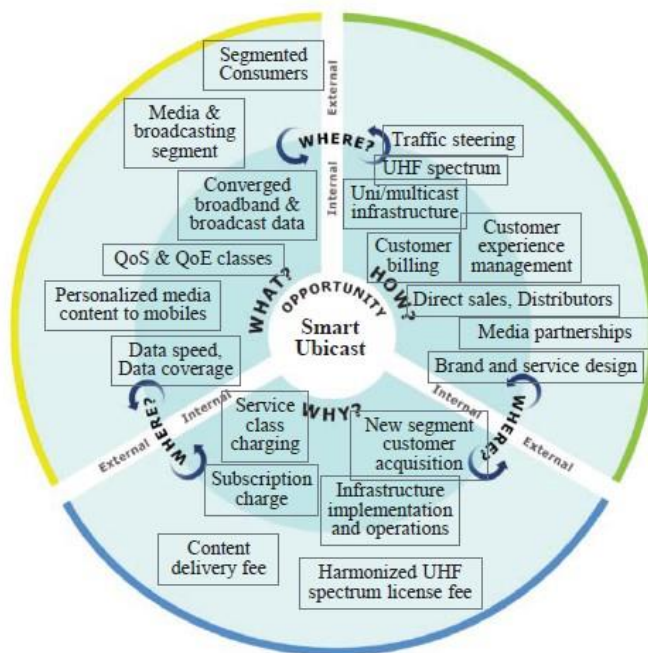 Segmented
Consumers
Media &
broadcasting
segment
Converged
broadband &
broadcast data
QoS & QoE classes
Personalized media
content to mobiles
Data speed,
Data coverage
External
Internal
WHERE?
Traffic steering
UHF spectrum
Uni/multicast
infrastructure
Customer
experience
management
Customer
billing
Direct sales, Distributors
Media partnerships
Brand and service design
WHAT?
HOW?
OPPORTUNITY
Smart
Ubicast
WHY?
Internal
External
WHERE?
Internal
External
WHERE?
Service
class
charging
Subscription
charge
Content
delivery fee
New segment
customer
acquisition
Infrastructure
implementation
and operations
Harmonized UHF
spectrum license fee